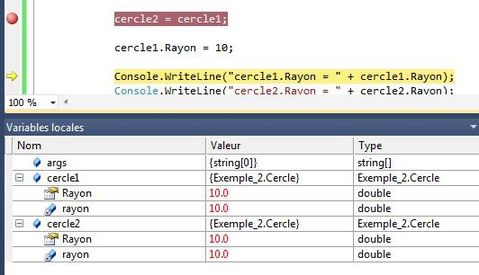 cercle2 = cercle1;
cercle1.Rayon = 10;
Console.WriteLine("cercle1.Rayon = " + cercle1.Rayon);
Console.WriteLine("cercle2.Rayon = " + cercle2.Rayon);
100 %
Variables locales
Nom Valeur Type
args {string[0]} string[]
cercle1 {Exemple_2.Cercle} Exemple_2.Cercle
Rayon 10.0 double
rayon 10.0 double
cercle2 {Exemple_2.Cercle} Exemple_2.Cercle
Rayon 10.0 double
rayon 10.0 double